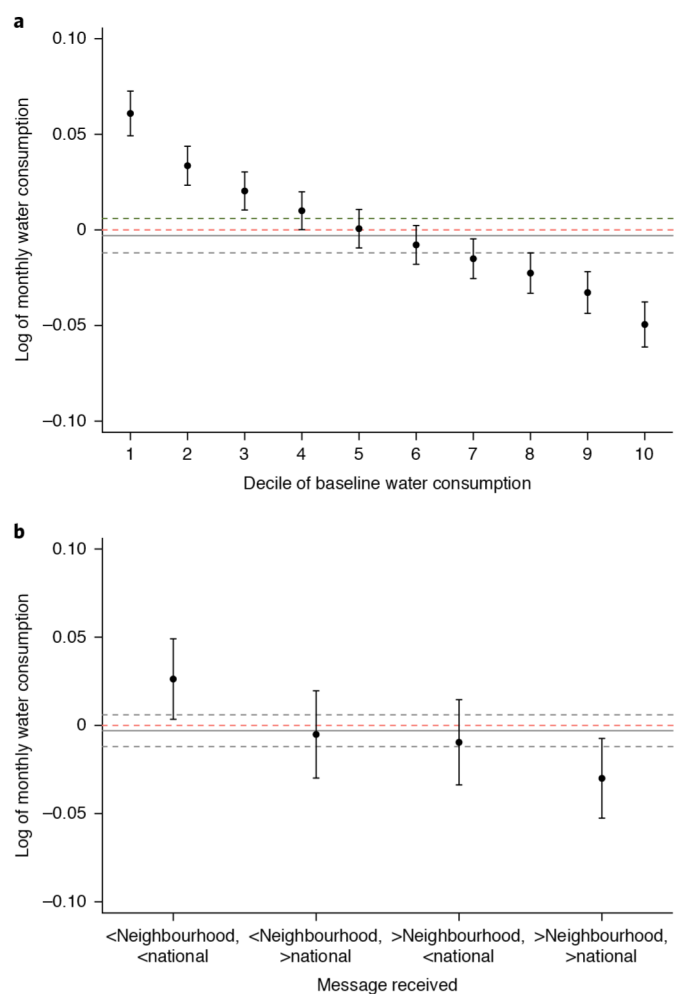 a
0.10
0.05
0
–0.05
–0.10
Log of monthly water consumption
1 2 3 4 5 6 7 8 9 10
Decile of baseline water consumption
b
0.10
0.05
0
–0.05
–0.10
Log of monthly water consumption
<Neighbourhood, <Neighbourhood, >Neighbourhood, >Neighbourhood,
<national >national <national >national
Message received